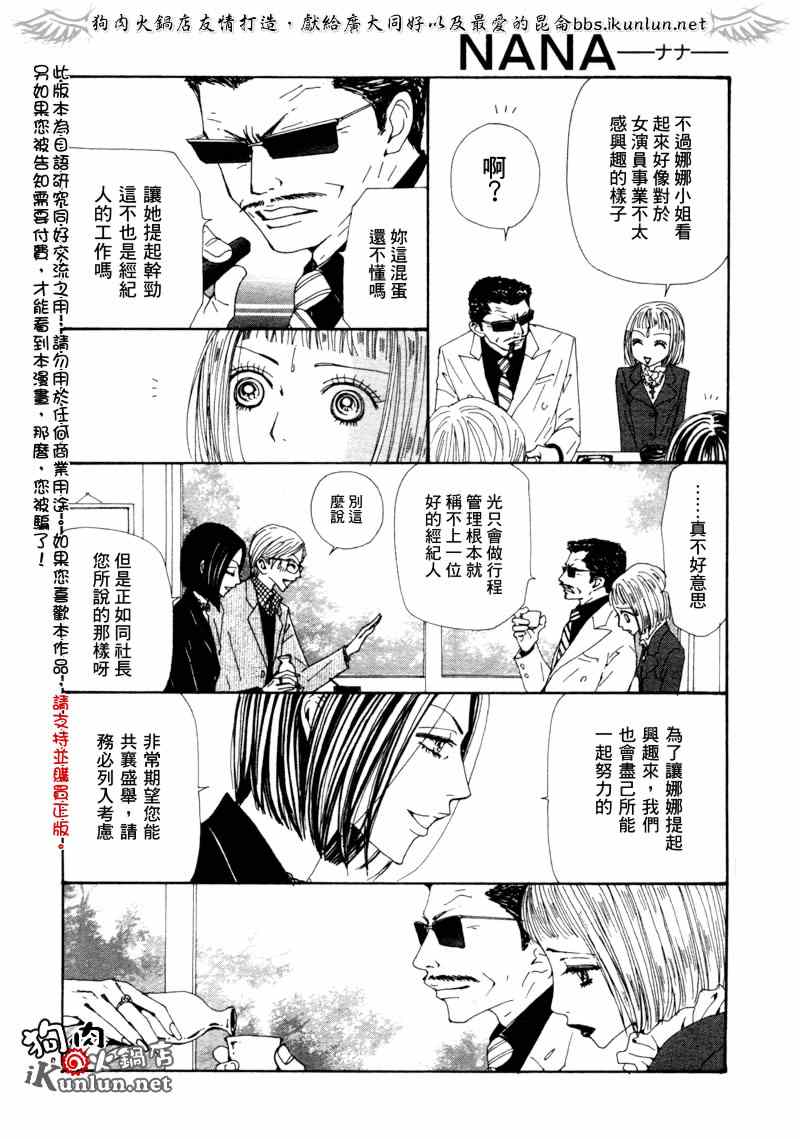 狗肉火鍋店友情打造，獻給廣大同好以及最愛的昆侖bbs.ikunlun.net
NANA—ナナ—
此版本為日語研究同好交流之用，請勿用於任何商業用途。如果您喜歡本作品，請支持並購買正版。
另如果您被告知需要付費，才能看到本漫畫，那麼，您被騙了！
不過娜娜小姐看
起來好像對於
女演員事業不太
感興趣的樣子
啊？
妳這混蛋
還不懂嗎
讓她提起幹勁
這不也是經紀
人的工作嗎
……真不好意思
光只會做行程
管理根本就
稱不上一位
好的經紀人
別這
麼說
但是正如同社長
您所說的那樣呀
為了讓娜娜提起
興趣來，我們
也會盡己所能
一起努力的
非常期望您能
共襄盛舉，請
務必列入考慮
狗肉
火鍋店
iKunlun.net